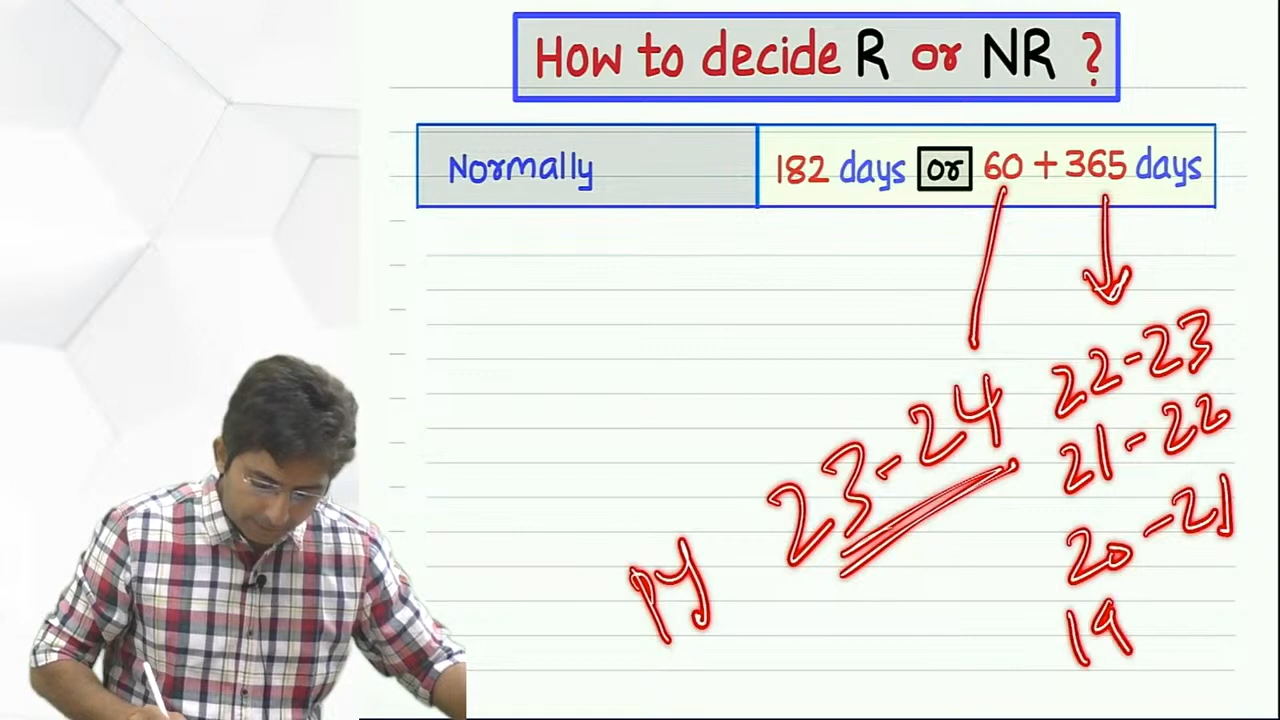 How to decide R or NR ?
Normally
182 days or 60 + 365 days
22-23
23-24
21-22
20-21
PY
19